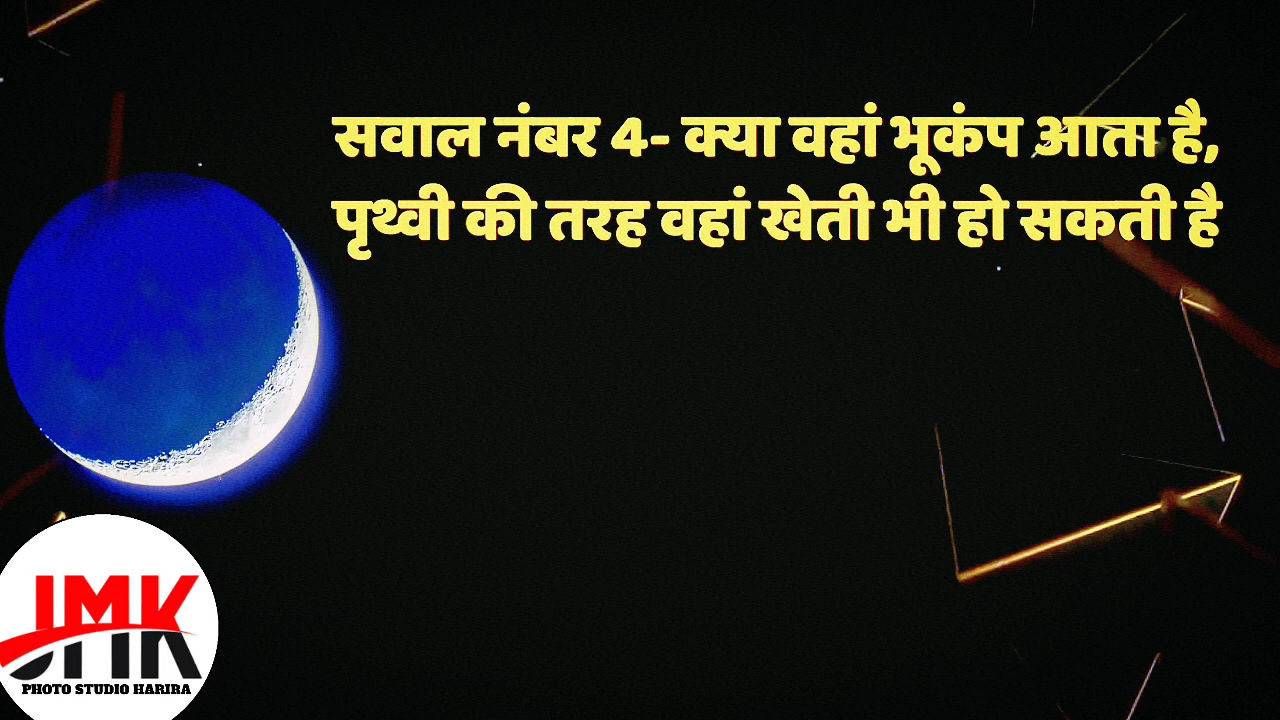 सवाल नंबर 4- क्या वहां भूकंप आता है,
पृथ्वी की तरह वहां खेती भी हो सकती है
JMK
PHOTO STUDIO HARIRA